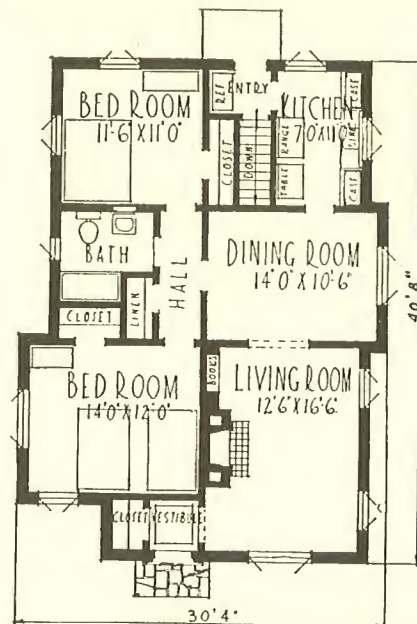 ENTRY
REF.
BED ROOM
11'-6" X 11'0"
KITCHEN
7'0" X 11'0"
CASE
SINK
CASE
RANGE
TABLE
DOWN
CLOSET
BATH
HALL
LINEN
CLOSET
DINING ROOM
14'0" X 10'-6"
40'8"
BED ROOM
14'0" X 12'0"
BOOKS
LIVING ROOM
12'6" X 16'-6"
CLOSET
VESTIBULE
30'4"